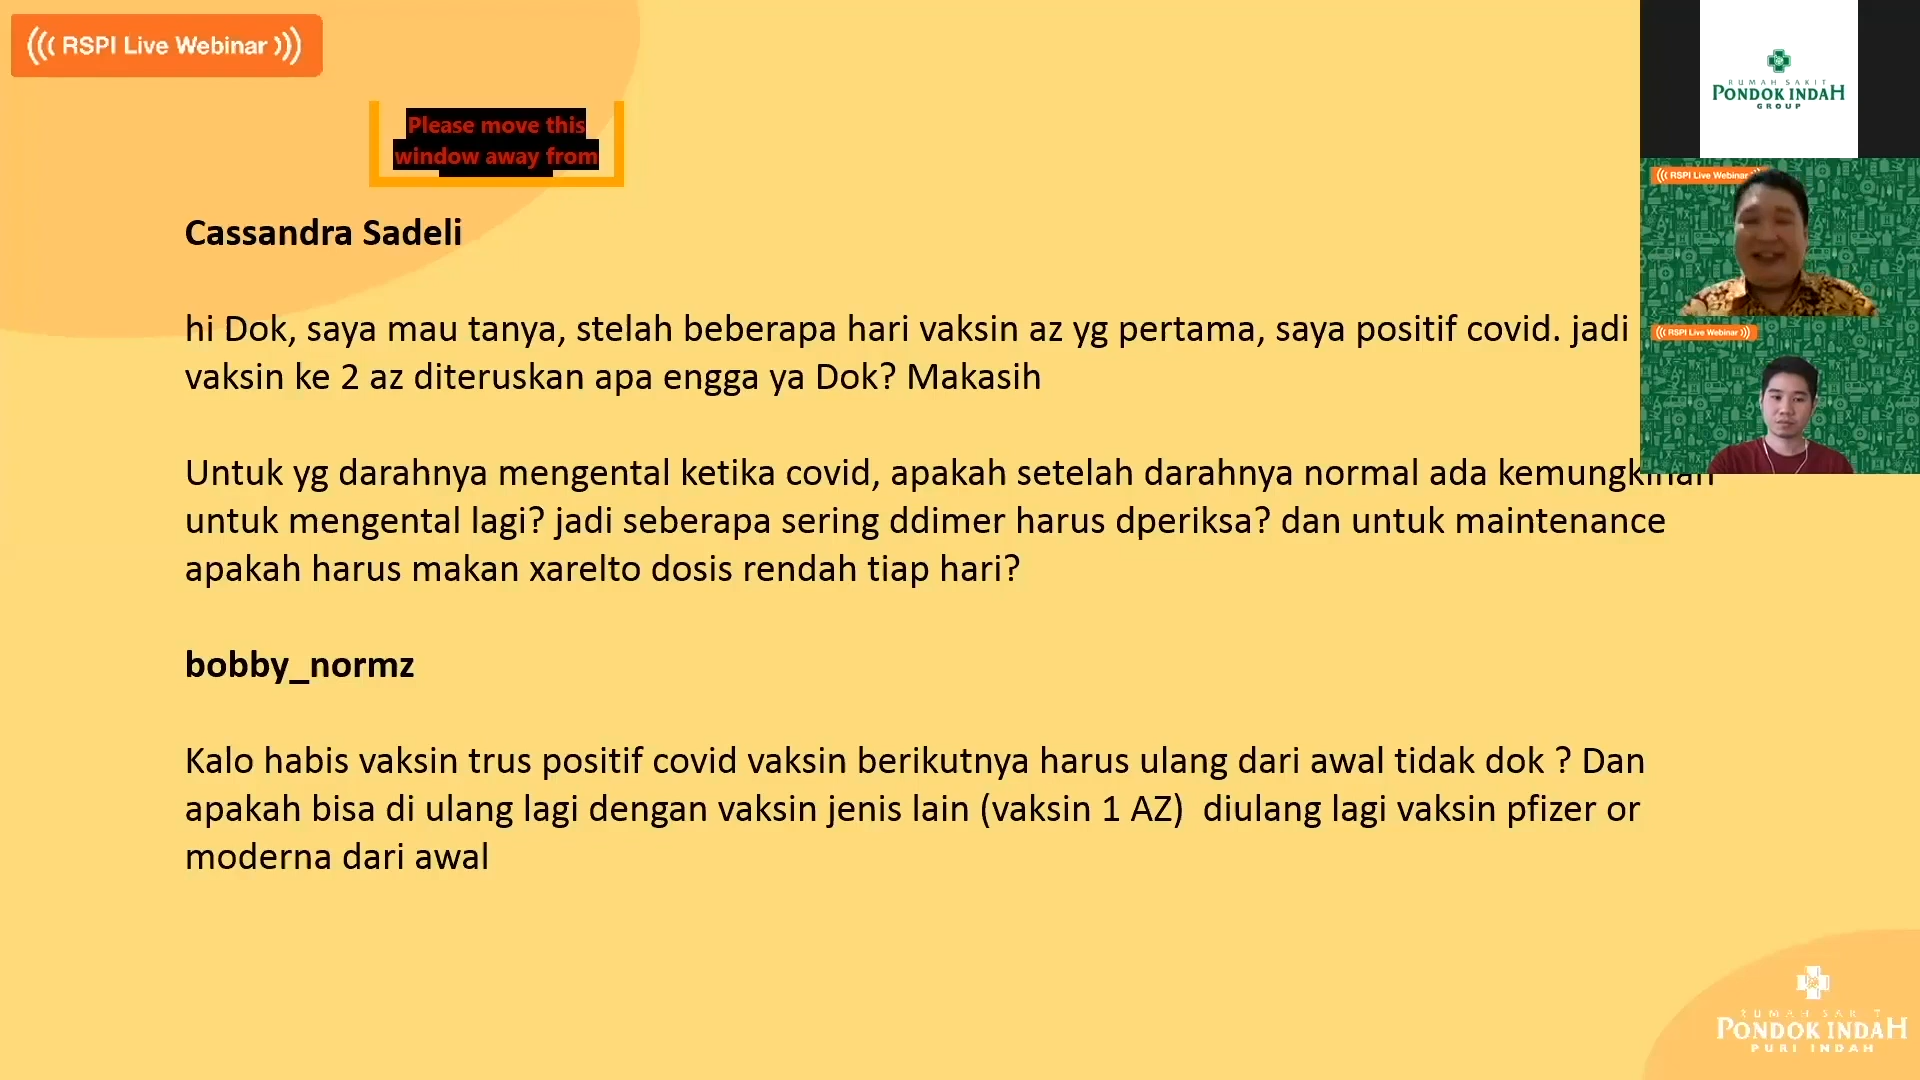 ((( RSPI Live Webinar )))
RUMAH SAKIT
PONDOK INDAH
GROUP
Please move this
window away from
((( RSPI Live Webinar )))
Cassandra Sadeli
hi Dok, saya mau tanya, stelah beberapa hari vaksin az yg pertama, saya positif covid. jadi
vaksin ke 2 az diteruskan apa engga ya Dok? Makasih
((( RSPI Live Webinar )))
Untuk yg darahnya mengental ketika covid, apakah setelah darahnya normal ada kemungkinan
untuk mengental lagi? jadi seberapa sering ddimer harus dperiksa? dan untuk maintenance
apakah harus makan xarelto dosis rendah tiap hari?
bobby_normz
Kalo habis vaksin trus positif covid vaksin berikutnya harus ulang dari awal tidak dok ? Dan
apakah bisa di ulang lagi dengan vaksin jenis lain (vaksin 1 AZ) diulang lagi vaksin pfizer or
moderna dari awal
RUMAH SAKIT
PONDOK INDAH
PURI INDAH